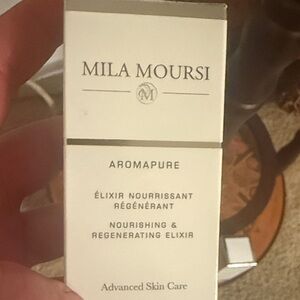 MILA MOURSI
M
AROMAPURE
ÉLIXIR NOURRISSANT
RÉGÉNÉRANT
NOURISHING &
REGENERATING ELIXIR
Advanced Skin Care